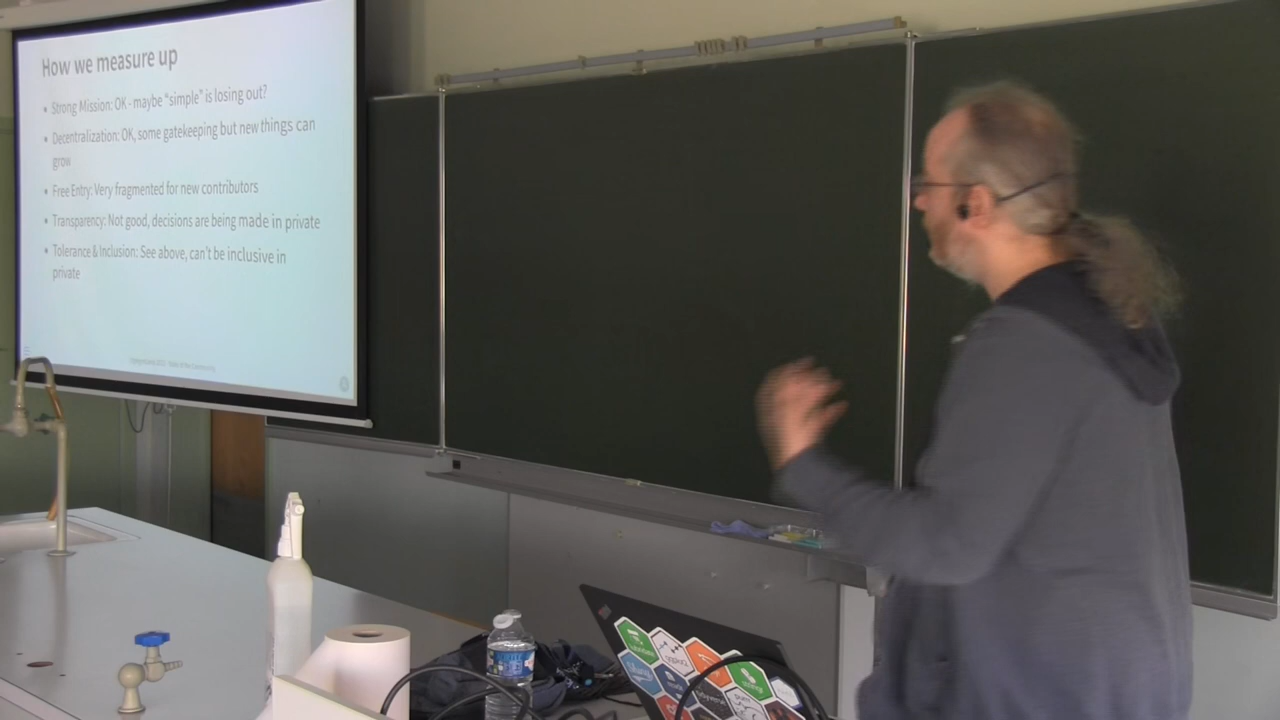 How we measure up
• Strong Mission: OK - maybe "simple" is losing out?
• Decentralization: OK, some gatekeeping but new things can
grow
• Free Entry: Very fragmented for new contributors
• Transparency: Not good, decisions are being made in private
• Tolerance & Inclusion: See above, can't be inclusive in
private